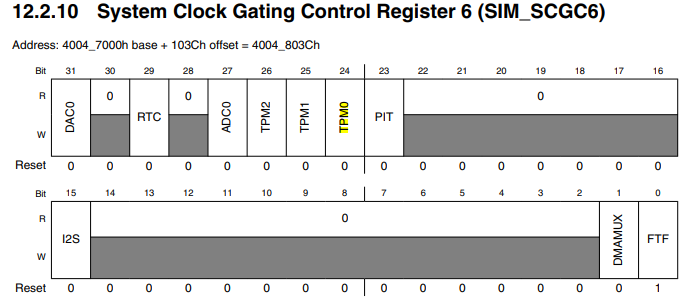 12.2.10 System Clock Gating Control Register 6 (SIM_SCGC6)
Address: 4004_7000h base + 103Ch offset = 4004_803Ch
Bit 31 30 29 28 27 26 25 24 23 22 21 20 19 18 17 16
R 0 0 0
DAC0 RTC ADC0 TPM2 TPM1 TPM0 PIT
W
Reset 0 0 0 0 0 0 0 0 0 0 0 0 0 0 0 0
Bit 15 14 13 12 11 10 9 8 7 6 5 4 3 2 1 0
R 0
I2S DMAMUX FTF
W
Reset 0 0 0 0 0 0 0 0 0 0 0 0 0 0 0 1